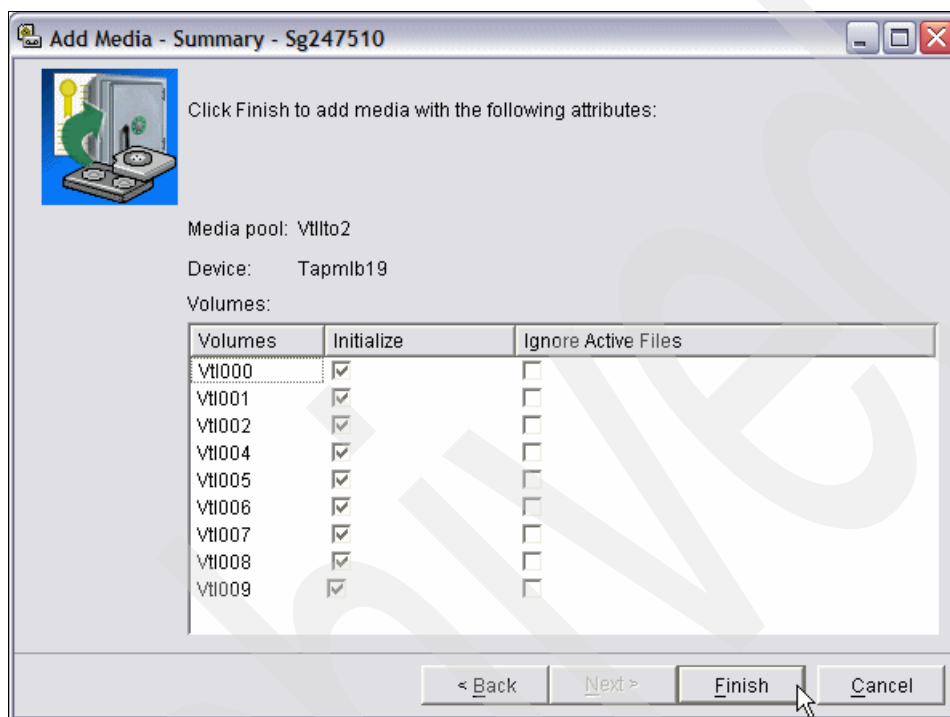 Add Media - Summary - Sg247510
Click Finish to add media with the following attributes:
Media pool: Vtllto2
Device: Tapmlb19
Volumes:
Volumes Initialize Ignore Active Files
Vtl000
Vtl001
Vtl002
Vtl004
Vtl005
Vtl006
Vtl007
Vtl008
Vtl009
< Back Next > Finish Cancel